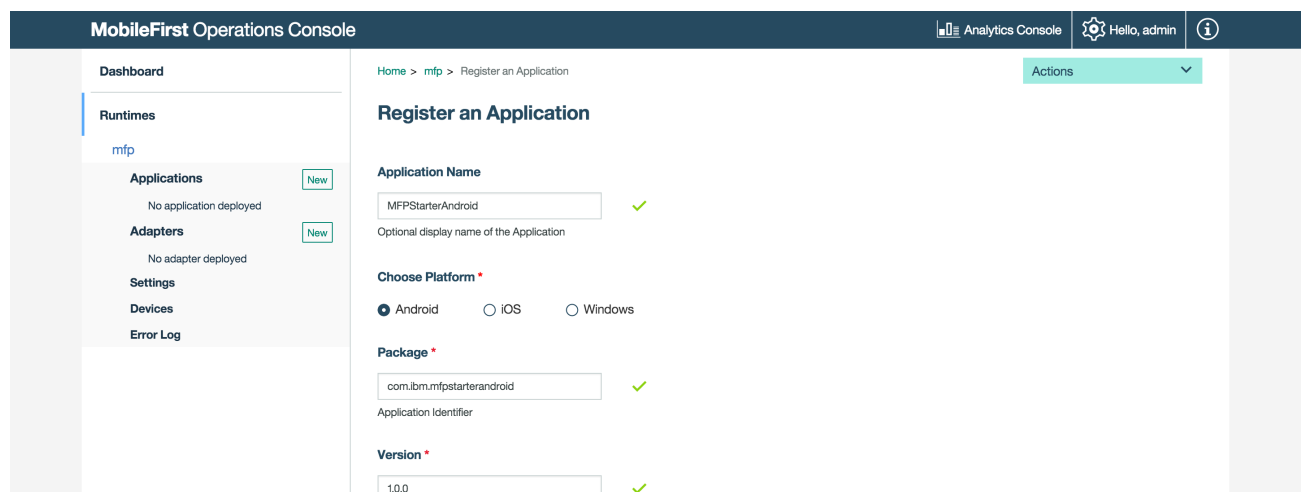 MobileFirst Operations Console
Analytics Console
Hello, admin
Dashboard
Runtimes
mfp
Applications
New
No application deployed
Adapters
New
No adapter deployed
Settings
Devices
Error Log
Home > mfp > Register an Application
Actions
Register an Application
Application Name
MFPStarterAndroid
Optional display name of the Application
Choose Platform *
Android iOS Windows
Package *
com.ibm.mfpstarterandroid
Application Identifier
Version *
1.0.0